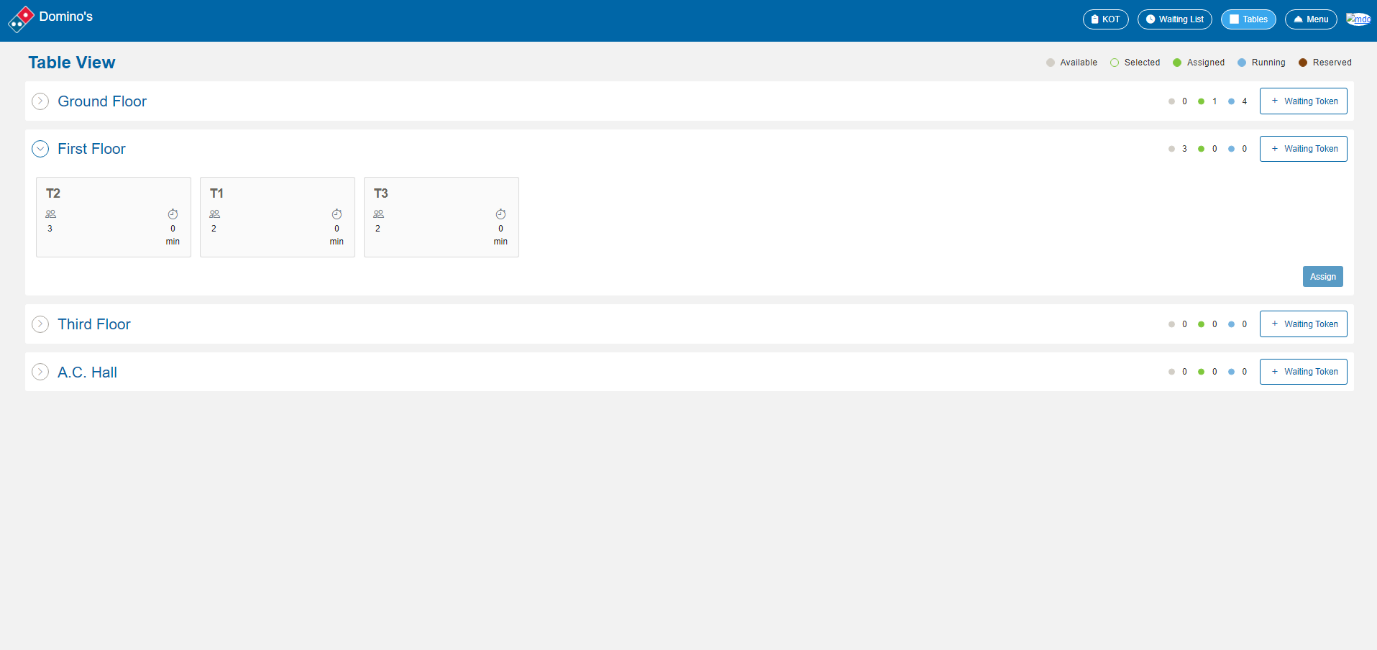 Domino's
KOT
Waiting List
Tables
Menu
Table View
Available
Selected
Assigned
Running
Reserved
Ground Floor
0 1 4
+ Waiting Token
First Floor
3 0 0
+ Waiting Token
T2
3
0
min
T1
2
0
min
T3
2
0
min
Assign
Third Floor
0 0 0
+ Waiting Token
A.C. Hall
0 0 0
+ Waiting Token